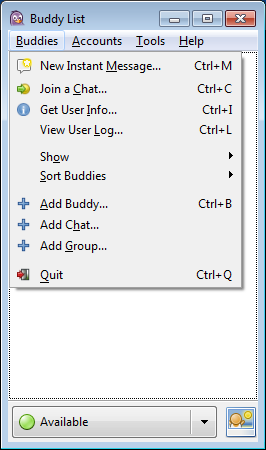 Buddy List
Buddies Accounts Tools Help
New Instant Message... Ctrl+M
Join a Chat... Ctrl+C
Get User Info... Ctrl+I
View User Log... Ctrl+L
Show
Sort Buddies
Add Buddy... Ctrl+B
Add Chat...
Add Group...
Quit Ctrl+Q
Available